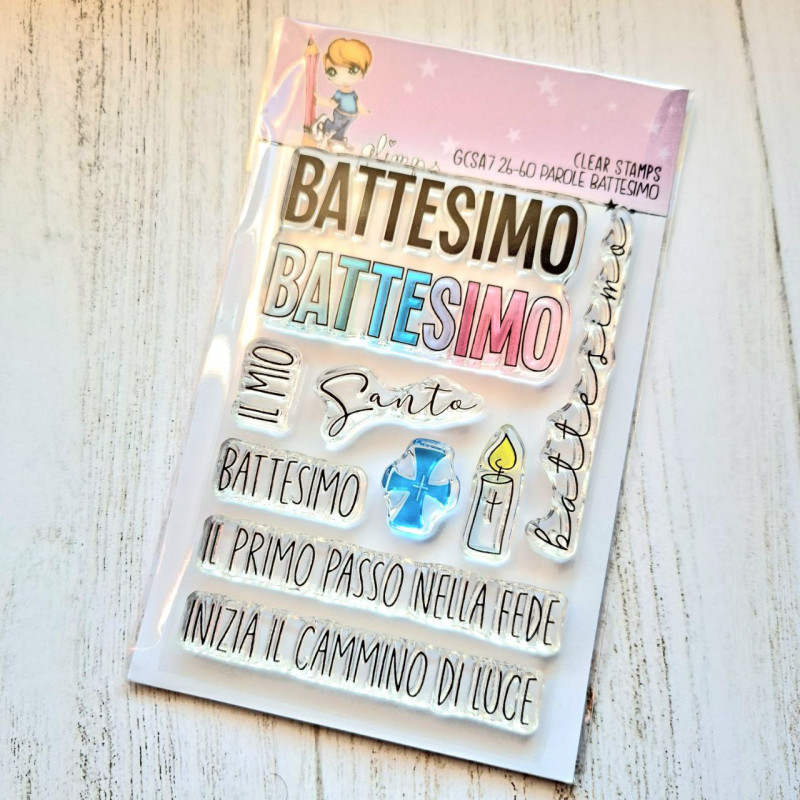 CLEAR STAMPS
GCSA7 26-60 PAROLE BATTESIMO
BATTESIMO
BATTESIMO
IL MIO
Santo
battesimo
BATTESIMO
IL PRIMO PASSO NELLA FEDE
INIZIA IL CAMMINO DI LUCE